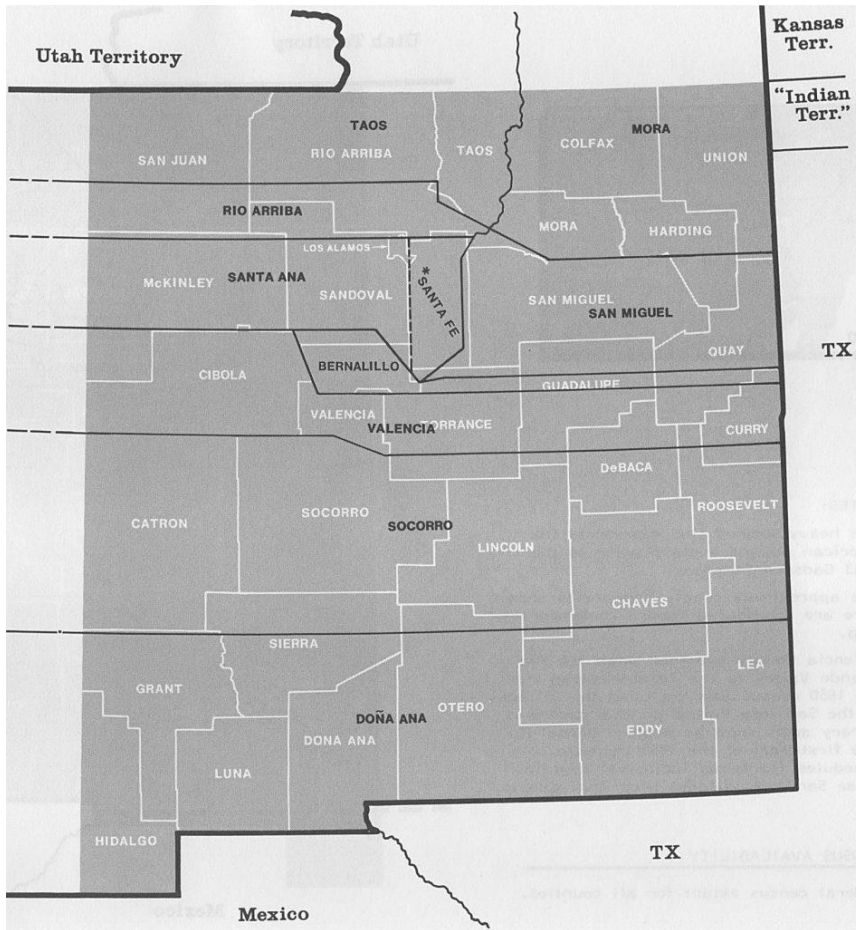 Utah Territory
Kansas
Terr.
"Indian
Terr."
TAOS
MORA
SAN JUAN
RIO ARRIBA
TAOS
COLFAX
UNION
RIO ARRIBA
MORA
HARDING
LOS ALAMOS
McKINLEY
SANTA ANA
SANDOVAL
*SANTA FE
SAN MIGUEL
SAN MIGUEL
TX
CIBOLA
BERNALILLO
GUADALUPE
QUAY
VALENCIA
VALENCIA
TORRANCE
CURRY
DeBACA
CATRON
SOCORRO
SOCORRO
LINCOLN
ROOSEVELT
CHAVES
SIERRA
LEA
GRANT
DOÑA ANA
DONA ANA
OTERO
EDDY
LUNA
HIDALGO
TX
Mexico